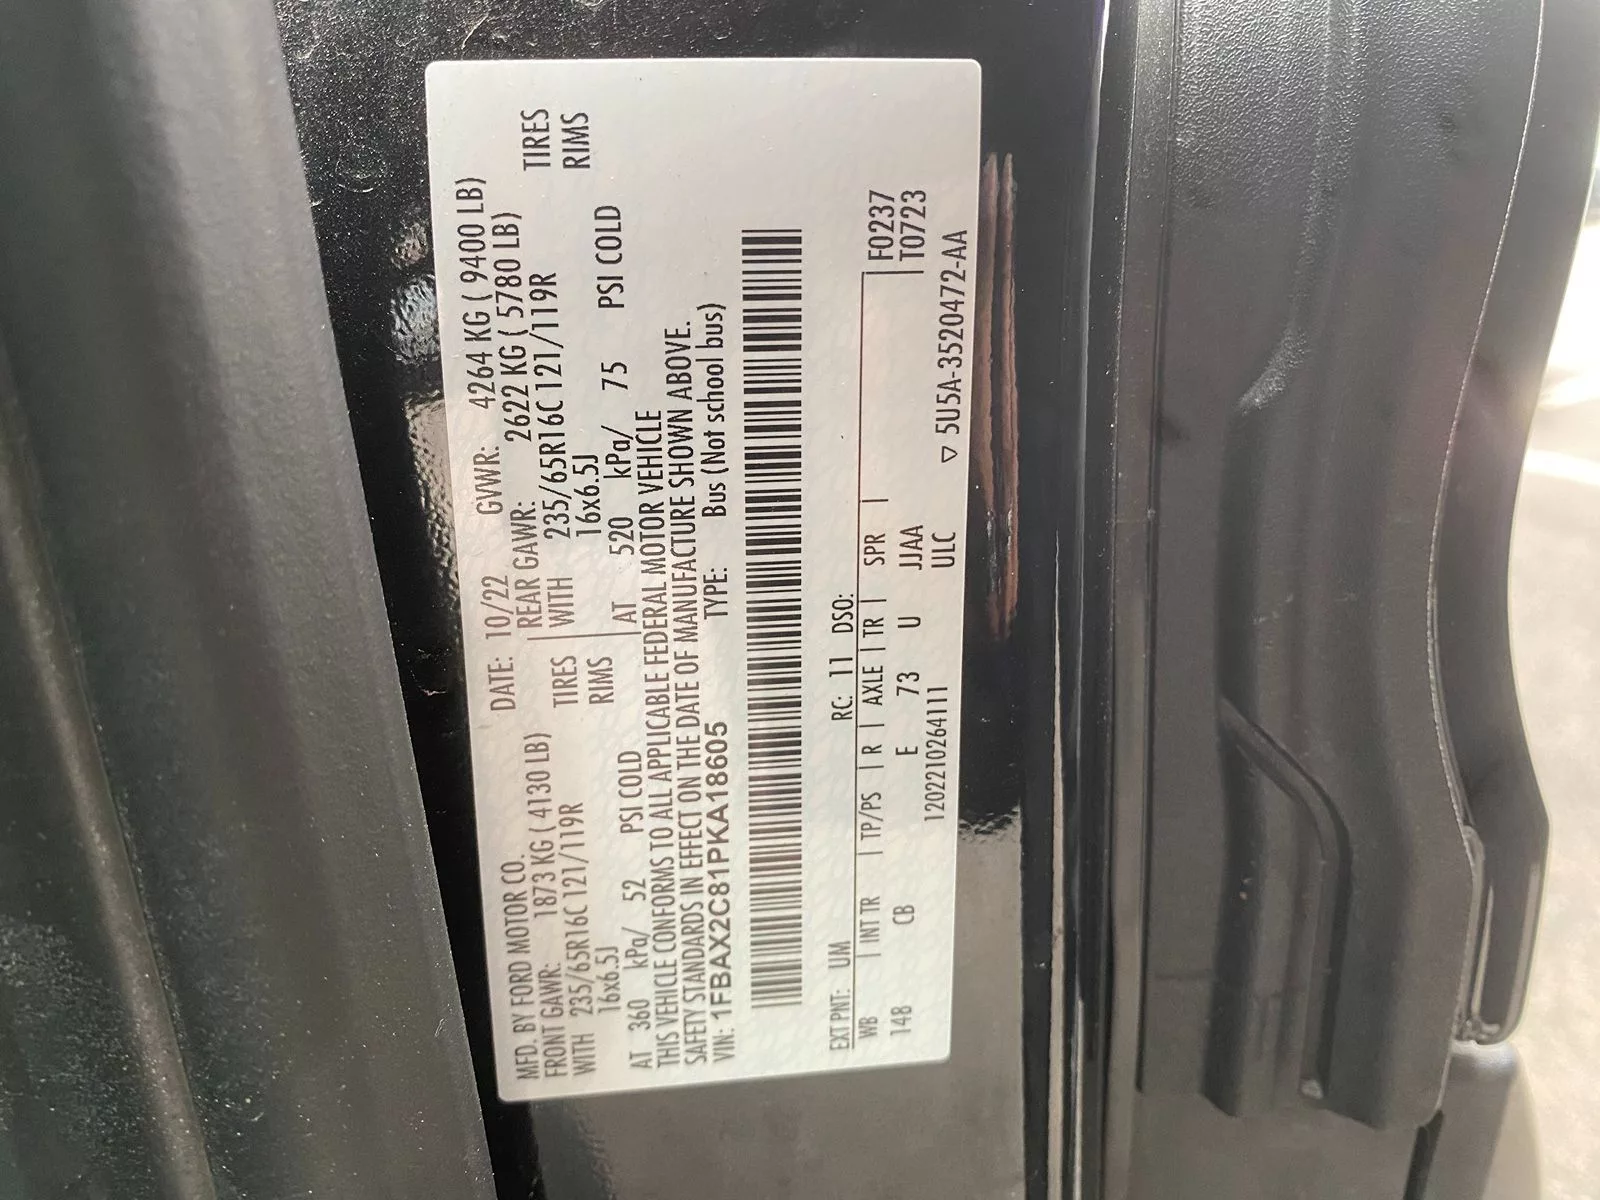 MFD. BY FORD MOTOR CO. DATE: 10/22 GVWR: 4264 KG ( 9400 LB)
FRONT GAWR: 1873 KG ( 4130 LB) REAR GAWR: 2622 KG ( 5780 LB)
WITH 235/65R16C 121/119R TIRES WITH 235/65R16C 121/119R TIRES
16x6.5J RIMS 16x6.5J RIMS
AT 360 kPa/ 52 PSI COLD AT 520 kPa/ 75 PSI COLD
THIS VEHICLE CONFORMS TO ALL APPLICABLE FEDERAL MOTOR VEHICLE
SAFETY STANDARDS IN EFFECT ON THE DATE OF MANUFACTURE SHOWN ABOVE.
VIN: 1FBAX2C81PKA18605 TYPE: Bus (Not school bus)
EXT PNT: UM RC: 11 DSO:
WB | INT TR | TP/PS | R | AXLE | TR | SPR | F0237
148 CB E 73 U JJAA T0723
1202210264111 ULC ▽ 5U5A-3520472-AA